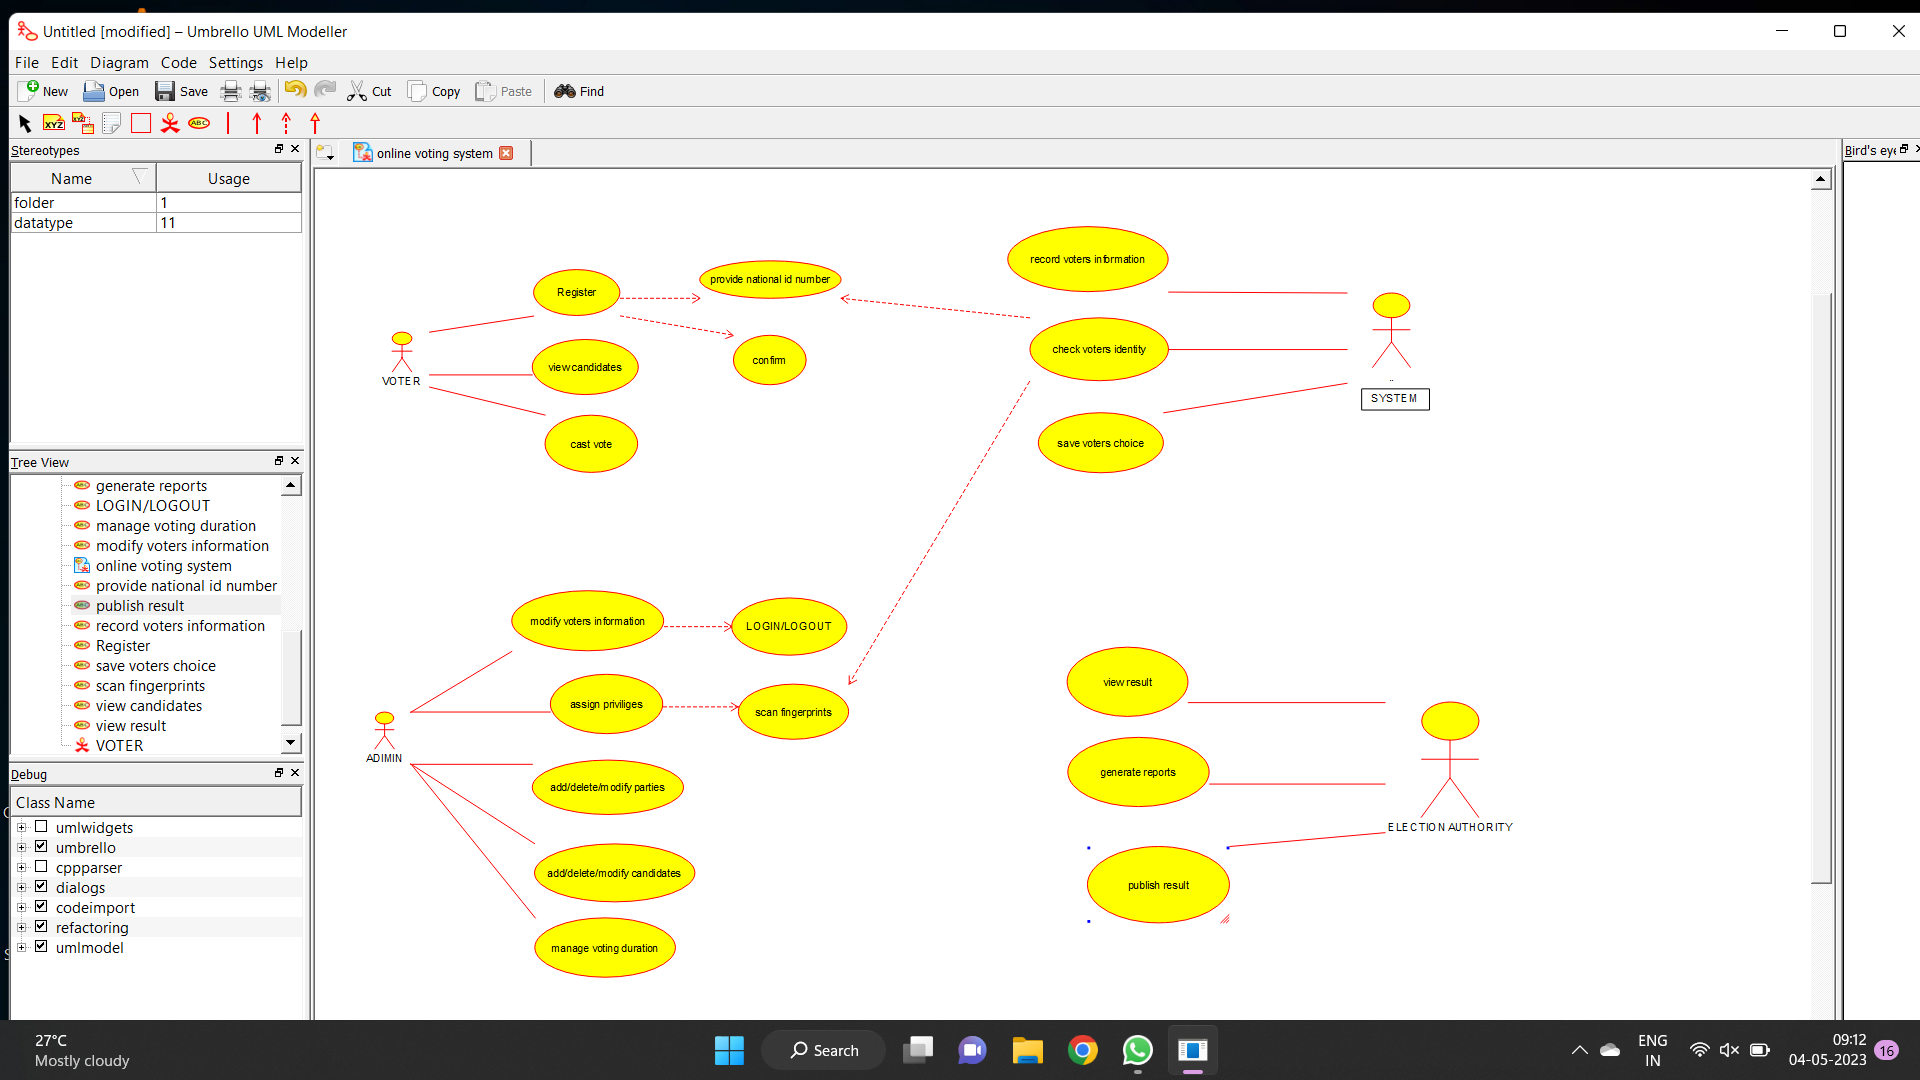 Untitled [modified] – Umbrello UML Modeller
File Edit Diagram Code Settings Help
New Open Save Cut Copy Paste Find
XYZ ABC
Stereotypes
Name Usage
folder 1
datatype 11
Tree View
generate reports
LOGIN/LOGOUT
manage voting duration
modify voters information
online voting system
provide national id number
publish result
record voters information
Register
save voters choice
scan fingerprints
view candidates
view result
VOTER
Debug
Class Name
umlwidgets
umbrello
cppparser
dialogs
codeimport
refactoring
umlmodel
online voting system
Bird's eye
record voters information
provide national id number
Register
check voters identity
confirm
view candidates
VOTER
SYSTEM
cast vote
save voters choice
modify voters information
LOGIN/LOGOUT
view result
assign priviliges
scan fingerprints
ADIMIN
generate reports
add/delete/modify parties
ELECTION AUTHORITY
add/delete/modify candidates
publish result
manage voting duration
27°C
Mostly cloudy
Search
ENG
IN
09:12
04-05-2023
16